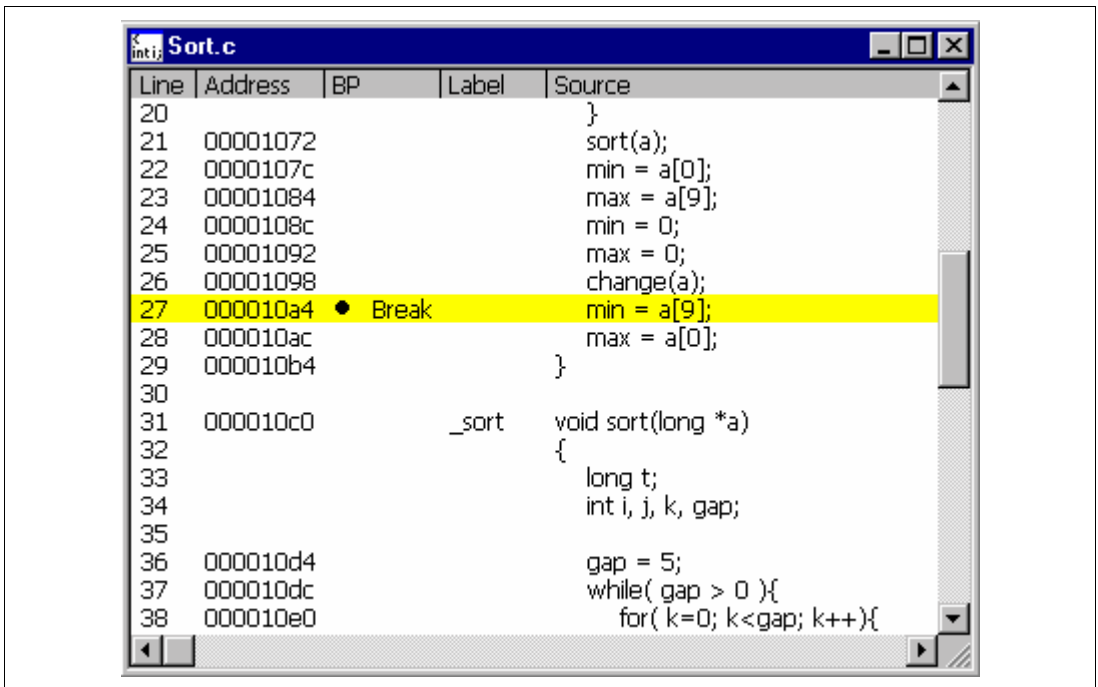 Sort.c
Line Address BP Label Source
20 }
21 00001072 sort(a);
22 0000107c min = a[0];
23 00001084 max = a[9];
24 0000108c min = 0;
25 00001092 max = 0;
26 00001098 change(a);
27 000010a4 ● Break min = a[9];
28 000010ac max = a[0];
29 000010b4 }
30
31 000010c0 _sort void sort(long *a)
32 {
33 long t;
34 int i, j, k, gap;
35
36 000010d4 gap = 5;
37 000010dc while( gap > 0 ){
38 000010e0 for( k=0; k<gap; k++){